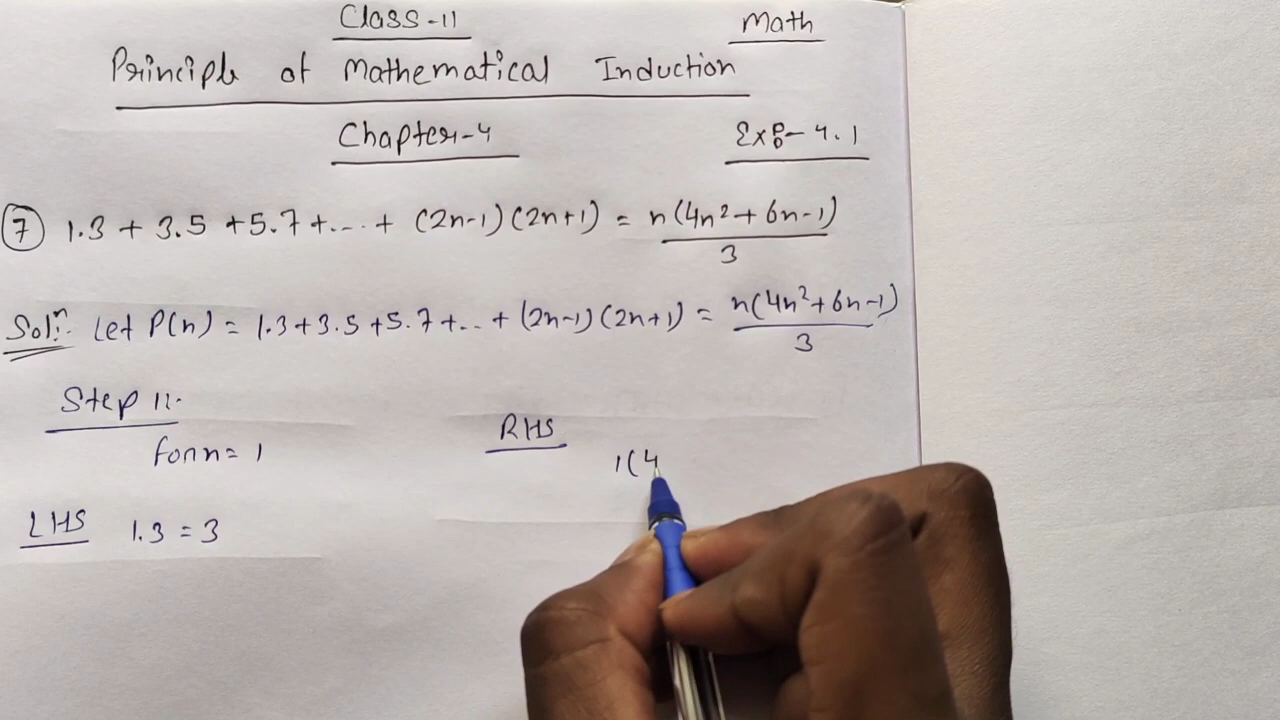 Class-11 Math
Principle of Mathematical Induction
Chapter-4 Exe-4.1
7 1.3 + 3.5 + 5.7 + ... + (2n-1)(2n+1) = n(4n²+6n-1)/3
Solⁿ: Let P(n) = 1.3+3.5+5.7+... + (2n-1)(2n+1) = n(4n²+6n-1)/3
Step 1:-
for n = 1
RHS
1(4
LHS 1.3 = 3